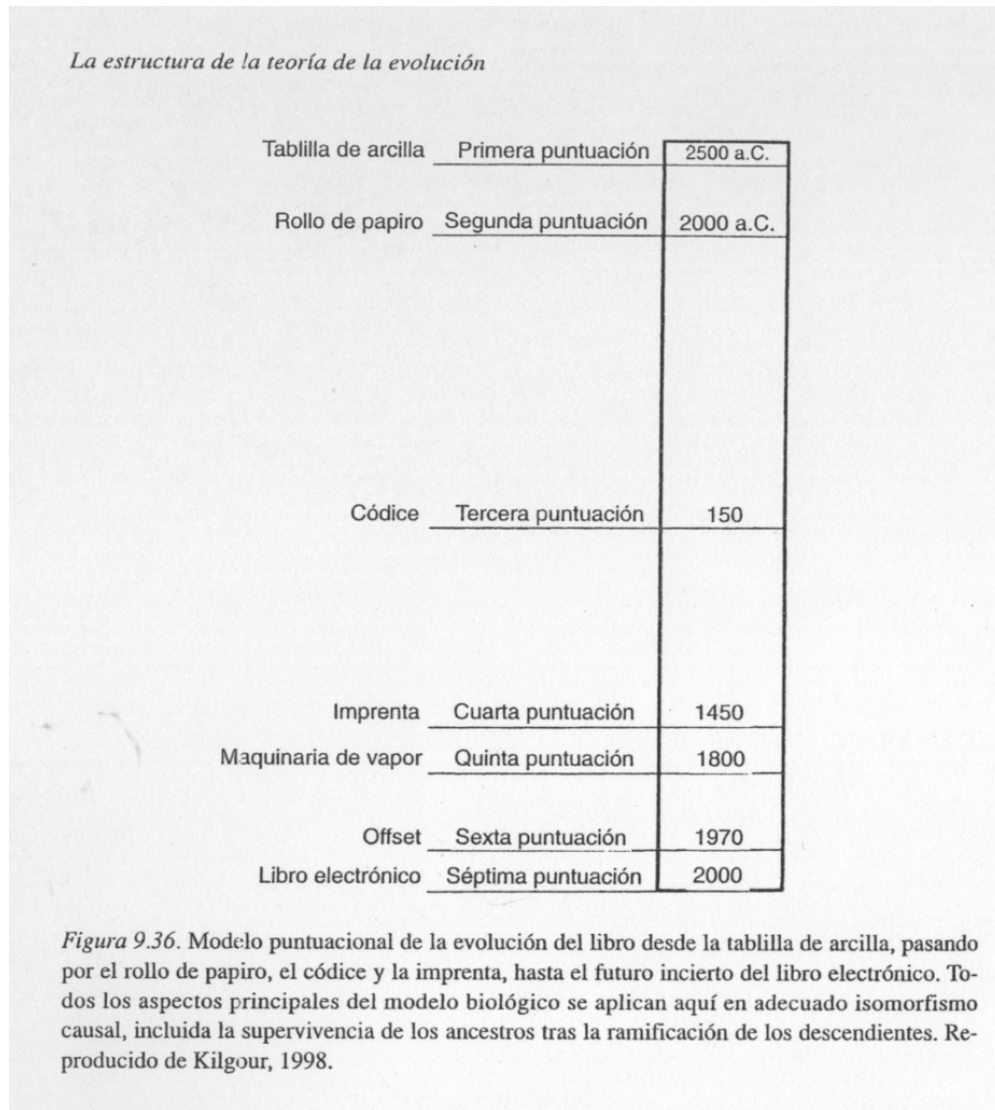 La estructura de la teoría de la evolución
Tablilla de arcilla Primera puntuación 2500 a.C.
Rollo de papiro Segunda puntuación 2000 a.C.
Códice Tercera puntuación 150
Imprenta Cuarta puntuación 1450
Maquinaria de vapor Quinta puntuación 1800
Offset Sexta puntuación 1970
Libro electrónico Séptima puntuación 2000
Figura 9.36. Modelo puntuacional de la evolución del libro desde la tablilla de arcilla, pasando
por el rollo de papiro, el códice y la imprenta, hasta el futuro incierto del libro electrónico. To-
dos los aspectos principales del modelo biológico se aplican aquí en adecuado isomorfismo
causal, incluida la supervivencia de los ancestros tras la ramificación de los descendientes. Re-
producido de Kilgour, 1998.